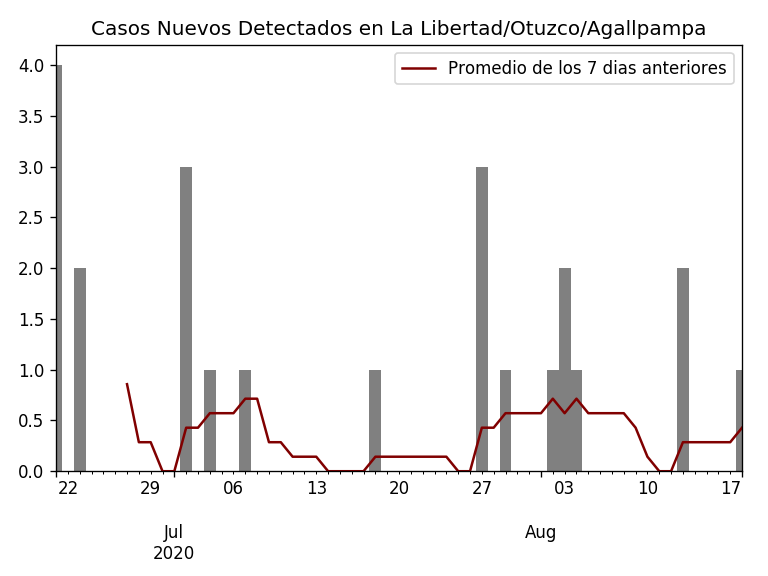 Casos Nuevos Detectados en La Libertad/Otuzco/Agallpampa
Promedio de los 7 dias anteriores
4.0
3.5
3.0
2.5
2.0
1.5
1.0
0.5
0.0
22 29 06 13 20 27 03 10 17
Jul Aug
2020